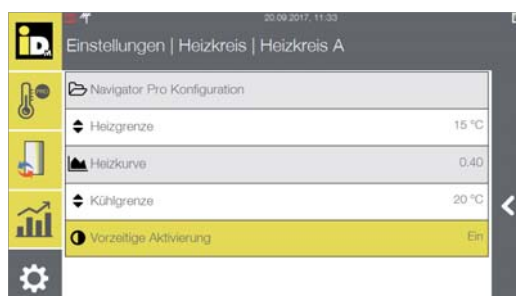 20.09.2017, 11:33
iD
Einstellungen | Heizkreis | Heizkreis A
PRO
Navigator Pro Konfiguration
Heizgrenze 15 °C
Heizkurve 0.40
Kühlgrenze 20 °C
Vorzeitige Aktivierung Ein